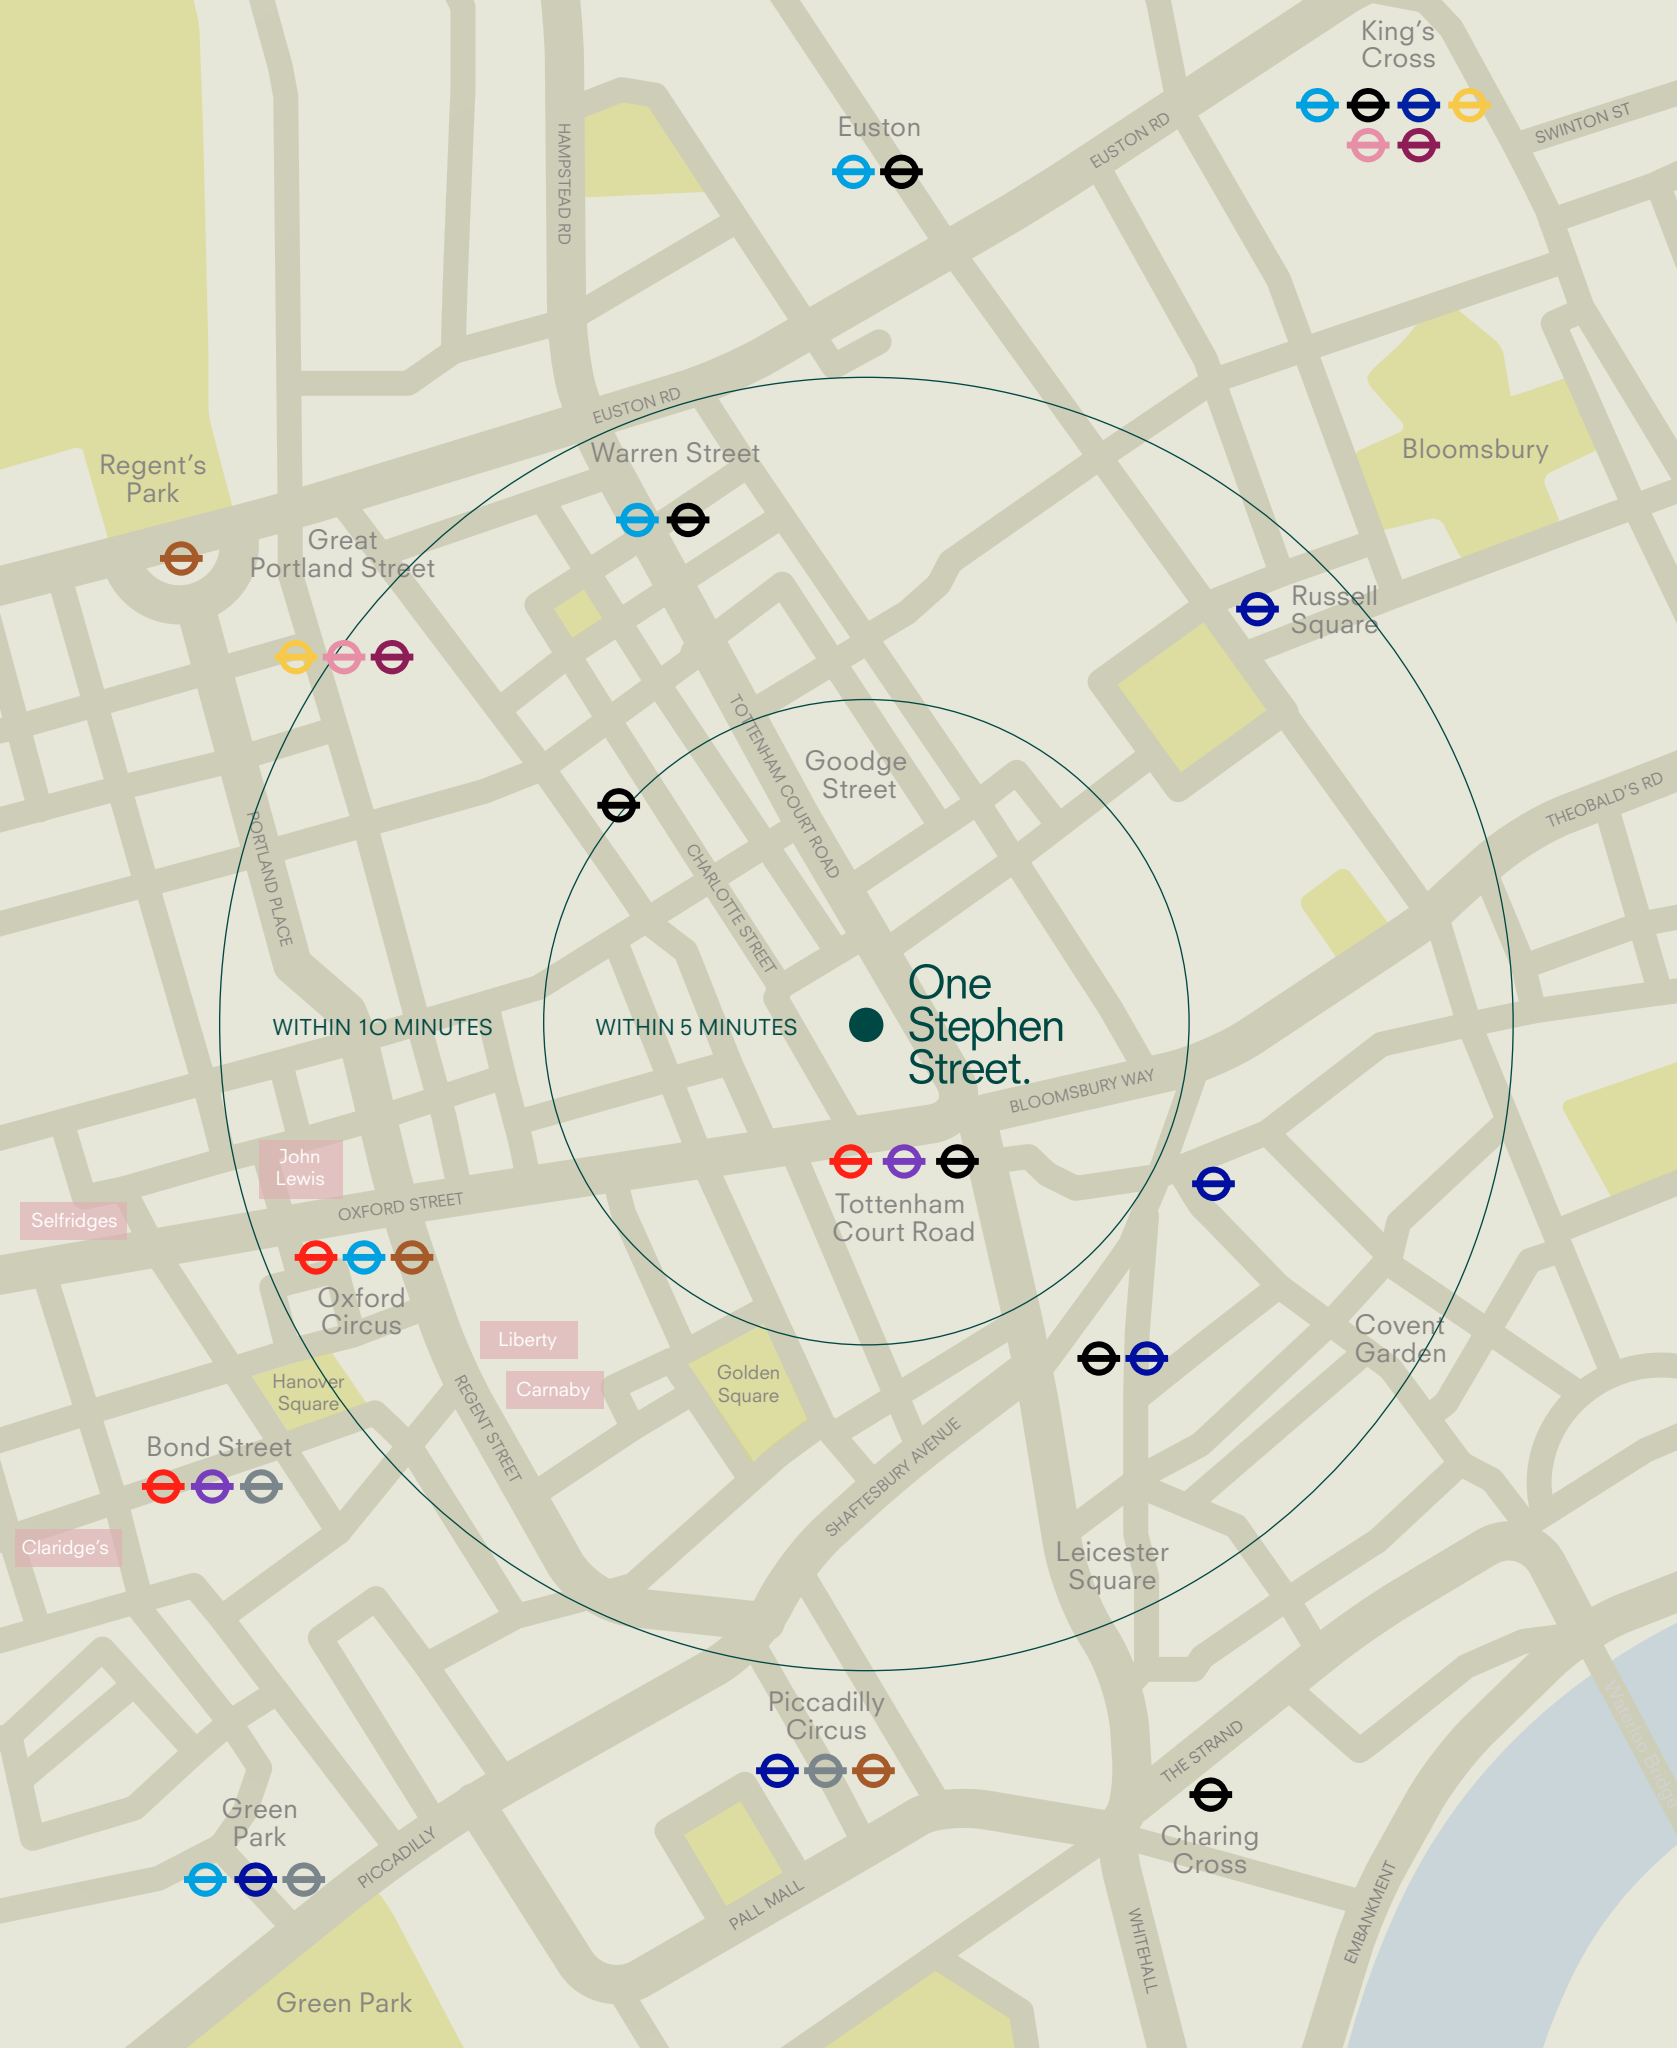 King's
Cross
SWINTON ST
Euston
EUSTON RD
HAMPSTEAD RD
EUSTON RD
Warren Street
Regent's
Park
Bloomsbury
Great
Portland Street
Russell
Square
TOTTENHAM COURT ROAD
Goodge
Street
THEOBALD'S RD
PORTLAND PLACE
CHARLOTTE STREET
One
Stephen
Street.
WITHIN 10 MINUTES
WITHIN 5 MINUTES
BLOOMSBURY WAY
John
Lewis
Selfridges
OXFORD STREET
Tottenham
Court Road
Oxford
Circus
Liberty
Carnaby
Covent
Garden
Hanover
Square
Golden
Square
REGENT STREET
Bond Street
SHAFTESBURY AVENUE
Claridge's
Leicester
Square
Piccadilly
Circus
Waterloo Bridge
THE STRAND
Green
Park
PICCADILLY
Charing
Cross
PALL MALL
WHITEHALL
EMBANKMENT
Green Park